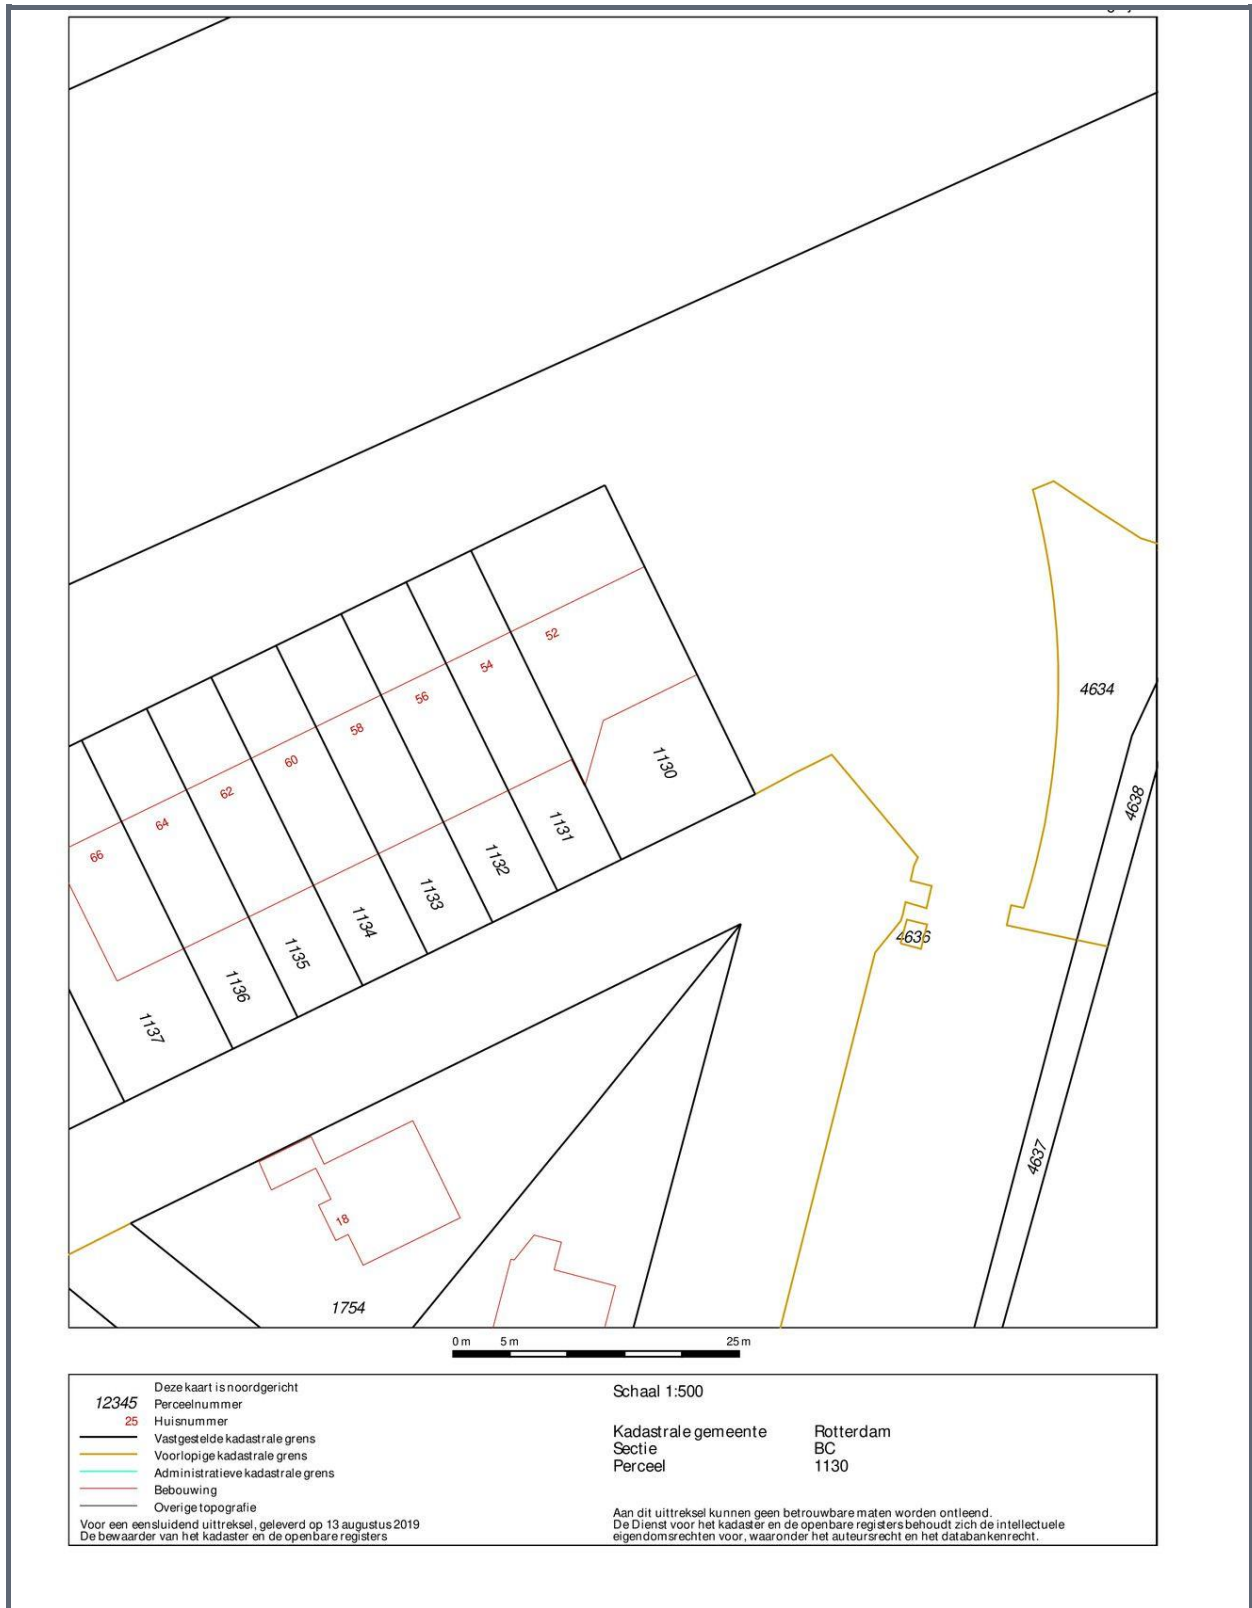 52
54
56
58
60
62
64
66
4634
1130
4638
1131
1132
1133
1134
1135
1136
1137
4636
4637
18
1754
0 m 5 m 25 m
Deze kaart is noordgericht
12345 Perceelnummer
25 Huisnummer
Vastgestelde kadastrale grens
Voorlopige kadastrale grens
Administratieve kadastrale grens
Bebouwing
Overige topografie
Voor een eensluidend uittreksel, geleverd op 13 augustus 2019
De bewaarder van het kadaster en de openbare registers
Schaal 1:500
Kadastrale gemeente Rotterdam
Sectie BC
Perceel 1130
Aan dit uittreksel kunnen geen betrouwbare maten worden ontleend.
De Dienst voor het kadaster en de openbare registers behoudt zich de intellectuele
eigendomsrechten voor, waaronder het auteursrecht en het databankenrecht.